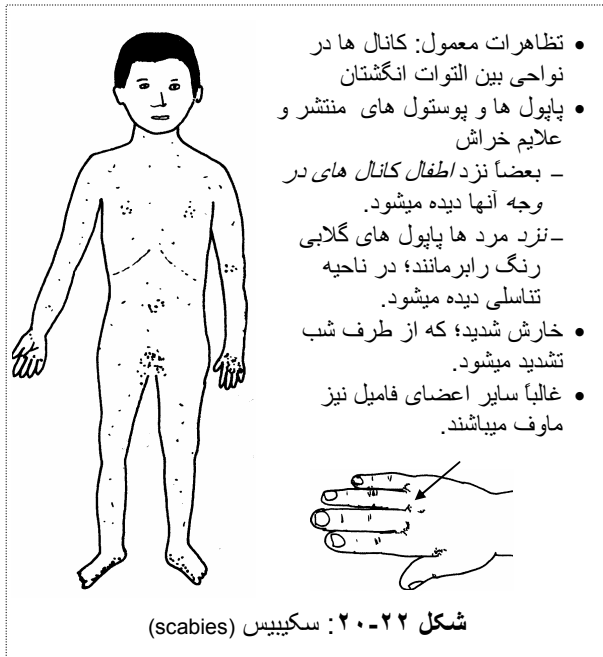 • تظاهرات معمول: کانال ها در
نواحی بین التوات انگشتان
• پاپول ها و پوستول های منتشر و
علایم خراش
- بعضاً نزد اطفال کانال های در
وجه آنها دیده میشود.
- نزد مرد ها پاپول های گلابی
رنگ رابرمانند؛ در ناحیه
تناسلی دیده میشود.
• خارش شدید؛ که از طرف شب
تشدید میشود.
• غالباً سایر اعضای فامیل نیز
ماوف میباشند.
شکل ۲۲-۲۰: سکیبیس (scabies)